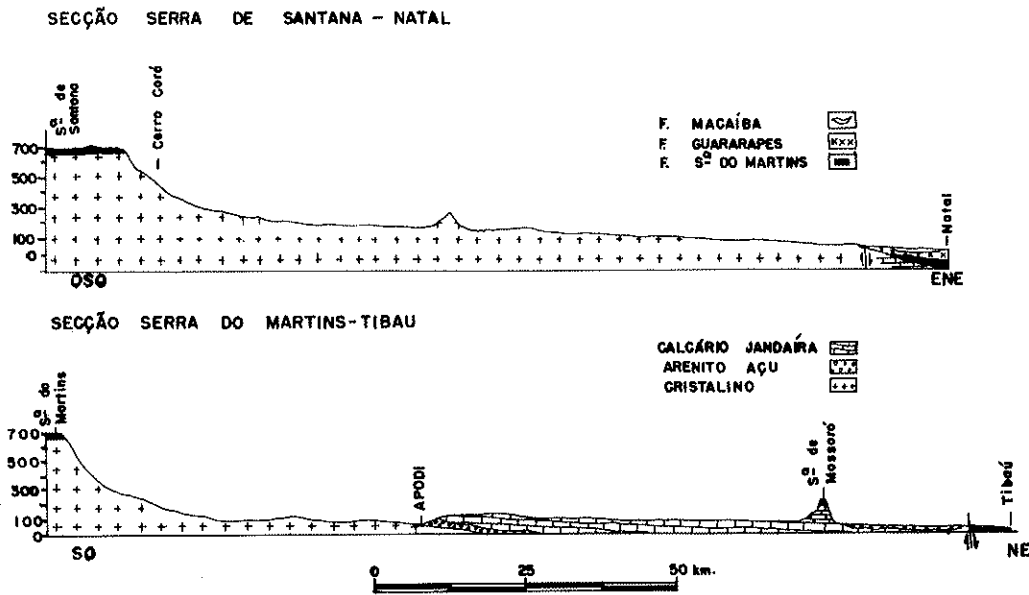 SECÇÃO SERRA DE SANTANA - NATAL
Sª de Santana
Cerro Corá
F. MACAÍBA
F. GUARARAPES
F. Sª DO MARTINS
700
500
300
100
0
Natal
OSO
ENE
SECÇÃO SERRA DO MARTINS-TIBAU
CALCÁRIO JANDAÍRA
ARENITO AÇU
CRISTALINO
Sª do Martins
700
500
300
100
0
APODI
Sª de Mossoró
Tibaú
SO
NE
0 25 50 km.